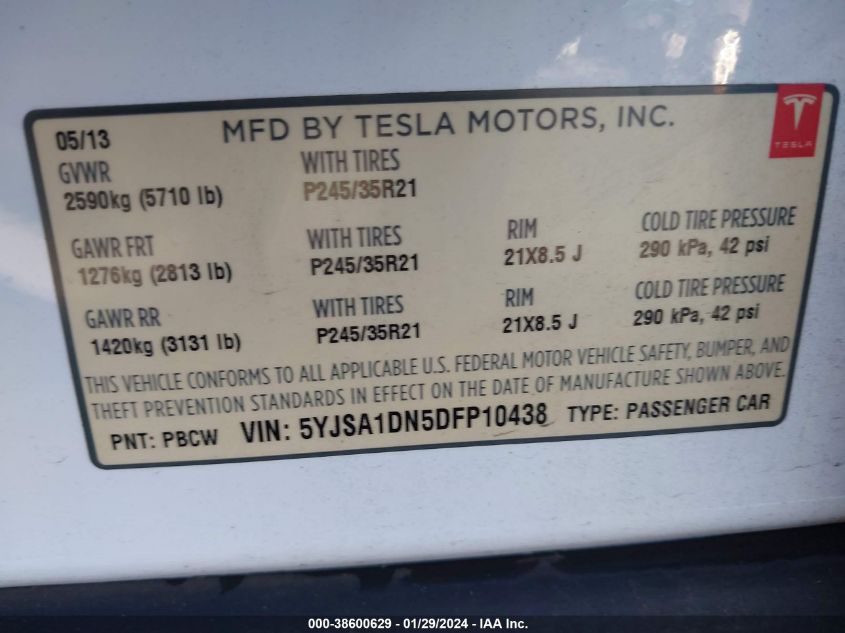 05/13 MFD BY TESLA MOTORS, INC.
TESLA
GVWR WITH TIRES
2590kg (5710 lb) P245/35R21
GAWR FRT WITH TIRES RIM COLD TIRE PRESSURE
1276kg (2813 lb) P245/35R21 21X8.5 J 290 kPa, 42 psi
GAWR RR WITH TIRES RIM COLD TIRE PRESSURE
1420kg (3131 lb) P245/35R21 21X8.5 J 290 kPa, 42 psi
THIS VEHICLE CONFORMS TO ALL APPLICABLE U.S. FEDERAL MOTOR VEHICLE SAFETY, BUMPER, AND
THEFT PREVENTION STANDARDS IN EFFECT ON THE DATE OF MANUFACTURE SHOWN ABOVE.
PNT: PBCW VIN: 5YJSA1DN5DFP10438 TYPE: PASSENGER CAR
000-38600629 - 01/29/2024 - IAA Inc.